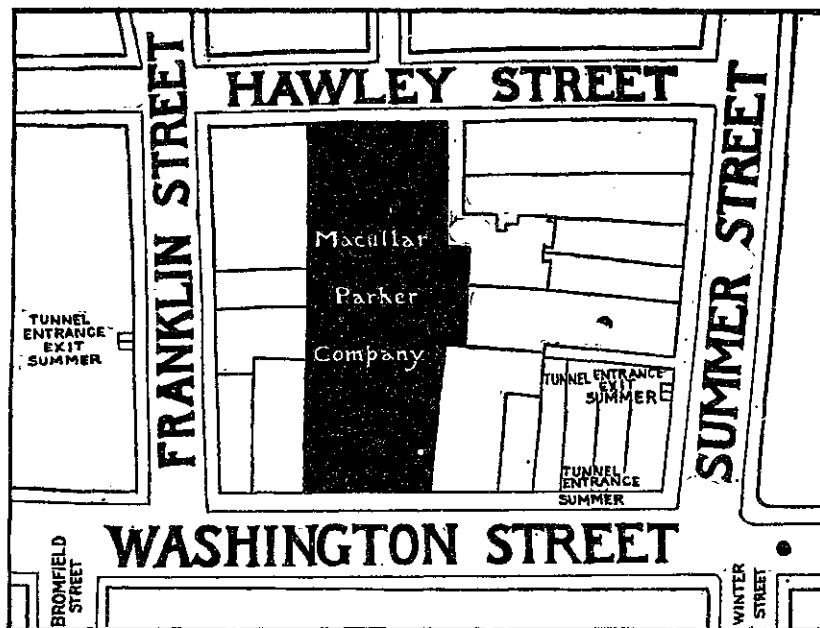 HAWLEY STREET
FRANKLIN STREET
SUMMER STREET
Macullar
Parker
Company
TUNNEL
ENTRANCE
EXIT
SUMMER
TUNNEL ENTRANCE
EXIT
SUMMER
TUNNEL
ENTRANCE
SUMMER
WASHINGTON STREET
BROMFIELD
STREET
WINTER
STREET